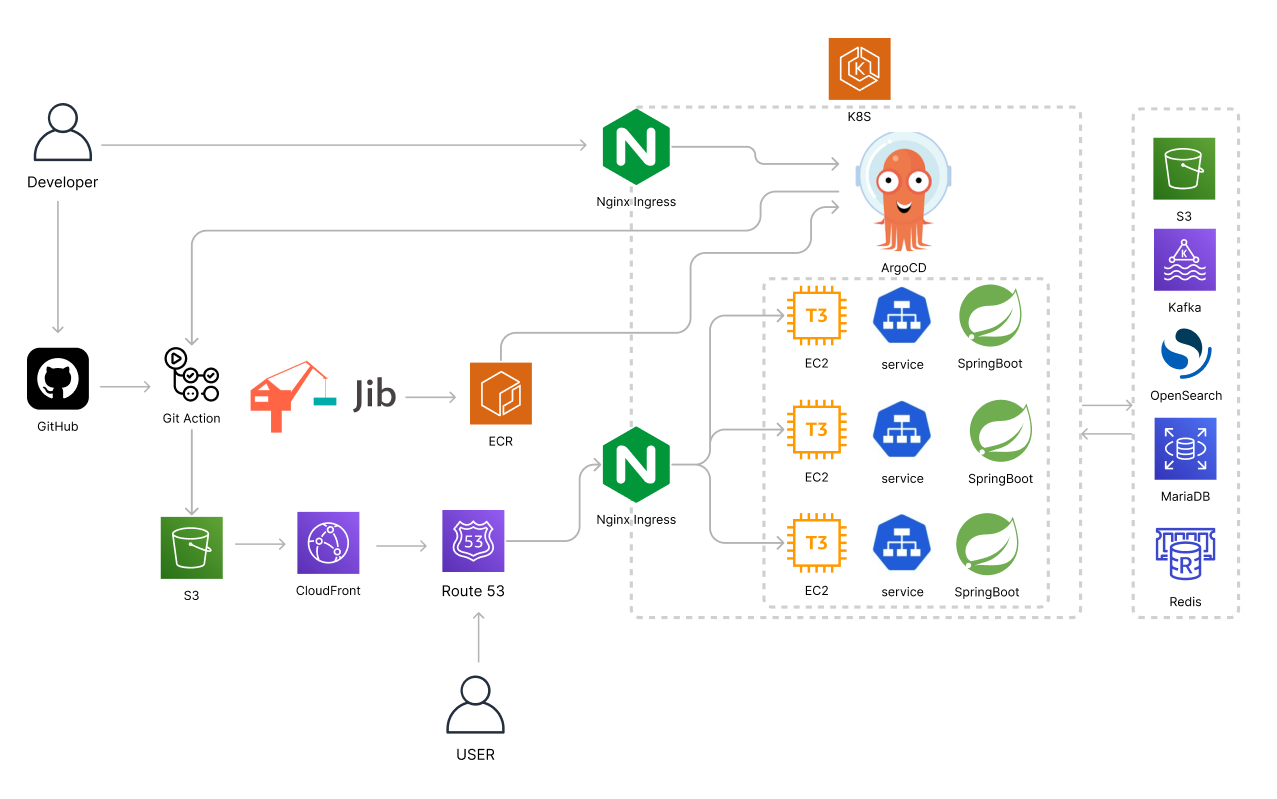 K8S
Developer
Nginx Ingress
ArgoCD
S3
Kafka
OpenSearch
MariaDB
Redis
T3
EC2
service
SpringBoot
T3
EC2
service
SpringBoot
T3
EC2
service
SpringBoot
GitHub
Git Action
Jib
ECR
Nginx Ingress
S3
CloudFront
53
Route 53
USER
K
K
R
N
N